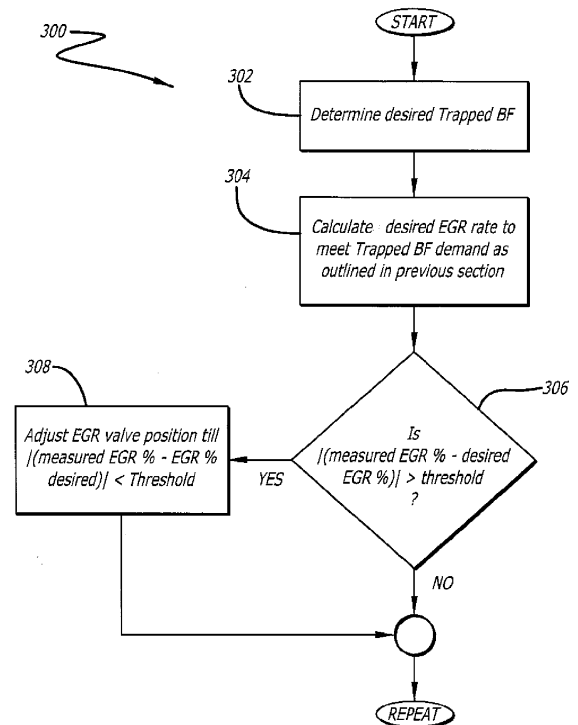 300
START
302
Determine desired Trapped BF
304
Calculate desired EGR rate to
meet Trapped BF demand as
outlined in previous section
306
Is
|(measured EGR % - desired
EGR %)| > threshold
?
308
Adjust EGR valve position till
|(measured EGR % - EGR %
desired)| < Threshold
YES
NO
REPEAT